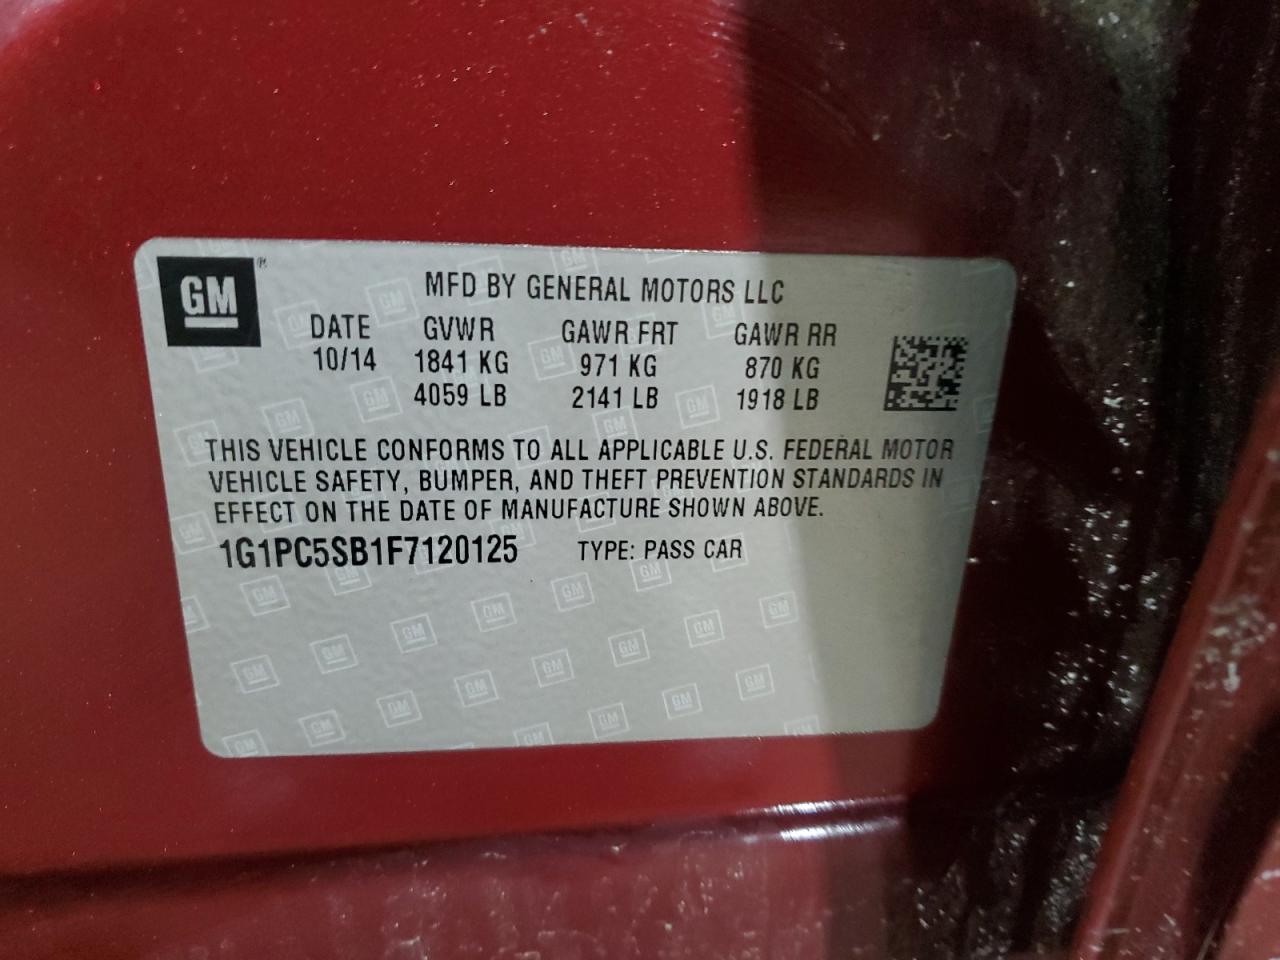 GM®
MFD BY GENERAL MOTORS LLC
DATE GVWR GAWR FRT GAWR RR
10/14 1841 KG 971 KG 870 KG
4059 LB 2141 LB 1918 LB
THIS VEHICLE CONFORMS TO ALL APPLICABLE U.S. FEDERAL MOTOR
VEHICLE SAFETY, BUMPER, AND THEFT PREVENTION STANDARDS IN
EFFECT ON THE DATE OF MANUFACTURE SHOWN ABOVE.
1G1PC5SB1F7120125 TYPE: PASS CAR